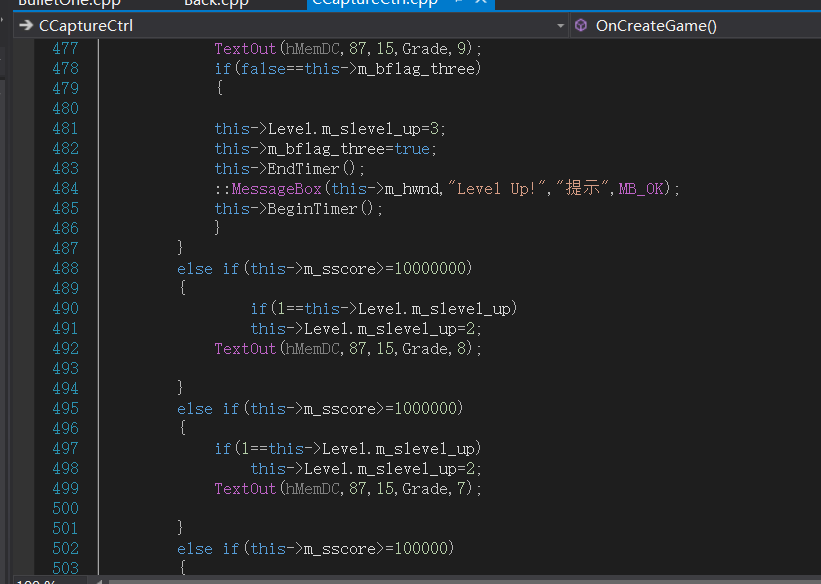 BulletOne.cpp Back.cpp CCaptureCtrl.cpp
CCaptureCtrl OnCreateGame()
477 TextOut(hMemDC,87,15,Grade,9);
478 if(false==this->m_bflag_three)
479 {
480
481 this->Level.m_slevel_up=3;
482 this->m_bflag_three=true;
483 this->EndTimer();
484 ::MessageBox(this->m_hwnd,"Level Up!","提示",MB_OK);
485 this->BeginTimer();
486 }
487 }
488 else if(this->m_sscore>=10000000)
489 {
490 if(1==this->Level.m_slevel_up)
491 this->Level.m_slevel_up=2;
492 TextOut(hMemDC,87,15,Grade,8);
493
494 }
495 else if(this->m_sscore>=1000000)
496 {
497 if(1==this->Level.m_slevel_up)
498 this->Level.m_slevel_up=2;
499 TextOut(hMemDC,87,15,Grade,7);
500
501 }
502 else if(this->m_sscore>=100000)
503 {
100 %